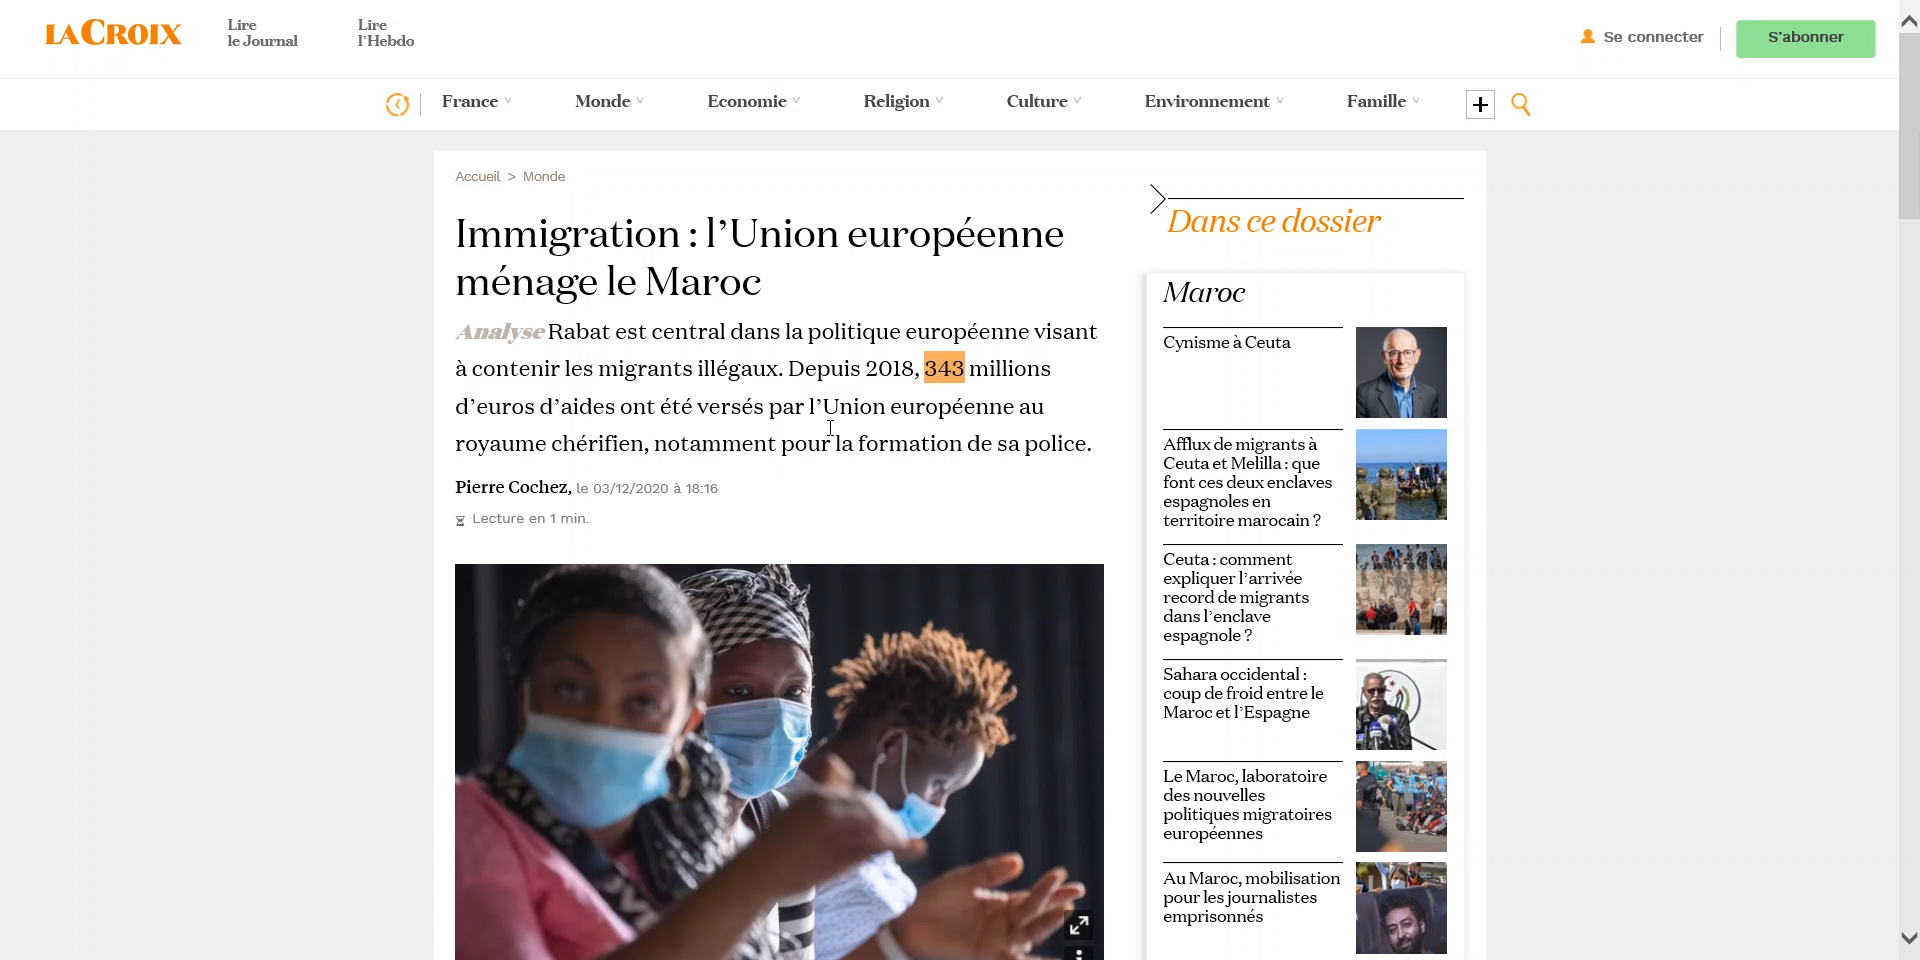 LA CROIX
Lire
le Journal
Lire
l'Hebdo
Se connecter
S'abonner
France
Monde
Economie
Religion
Culture
Environnement
Famille
Accueil > Monde
Immigration : l’Union européenne
ménage le Maroc
Analyse Rabat est central dans la politique européenne visant
à contenir les migrants illégaux. Depuis 2018, 343 millions
d’euros d’aides ont été versés par l’Union européenne au
royaume chérifien, notamment pour la formation de sa police.
Pierre Cochez, le 03/12/2020 à 18:16
Lecture en 1 min.
Dans ce dossier
Maroc
Cynisme à Ceuta
Afflux de migrants à
Ceuta et Melilla : que
font ces deux enclaves
espagnoles en
territoire marocain ?
Ceuta : comment
expliquer l’arrivée
record de migrants
dans l’enclave
espagnole ?
Sahara occidental :
coup de froid entre le
Maroc et l’Espagne
Le Maroc, laboratoire
des nouvelles
politiques migratoires
européennes
Au Maroc, mobilisation
pour les journalistes
emprisonnés